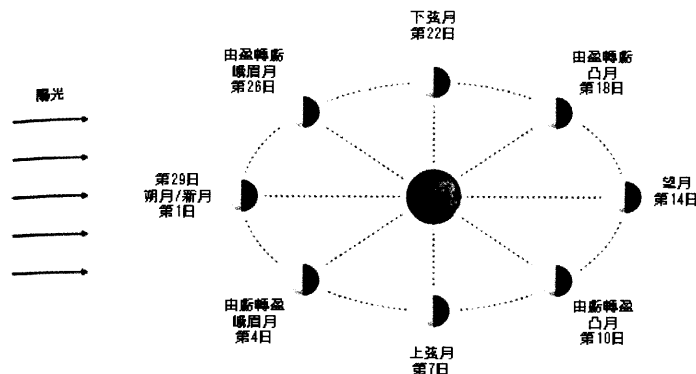 下弦月
第22日
由盈轉虧
峨眉月
第26日
由盈轉虧
凸月
第18日
陽光
第29日
朔月/新月
第1日
望月
第14日
由虧轉盈
峨眉月
第4日
上弦月
第7日
由虧轉盈
凸月
第10日